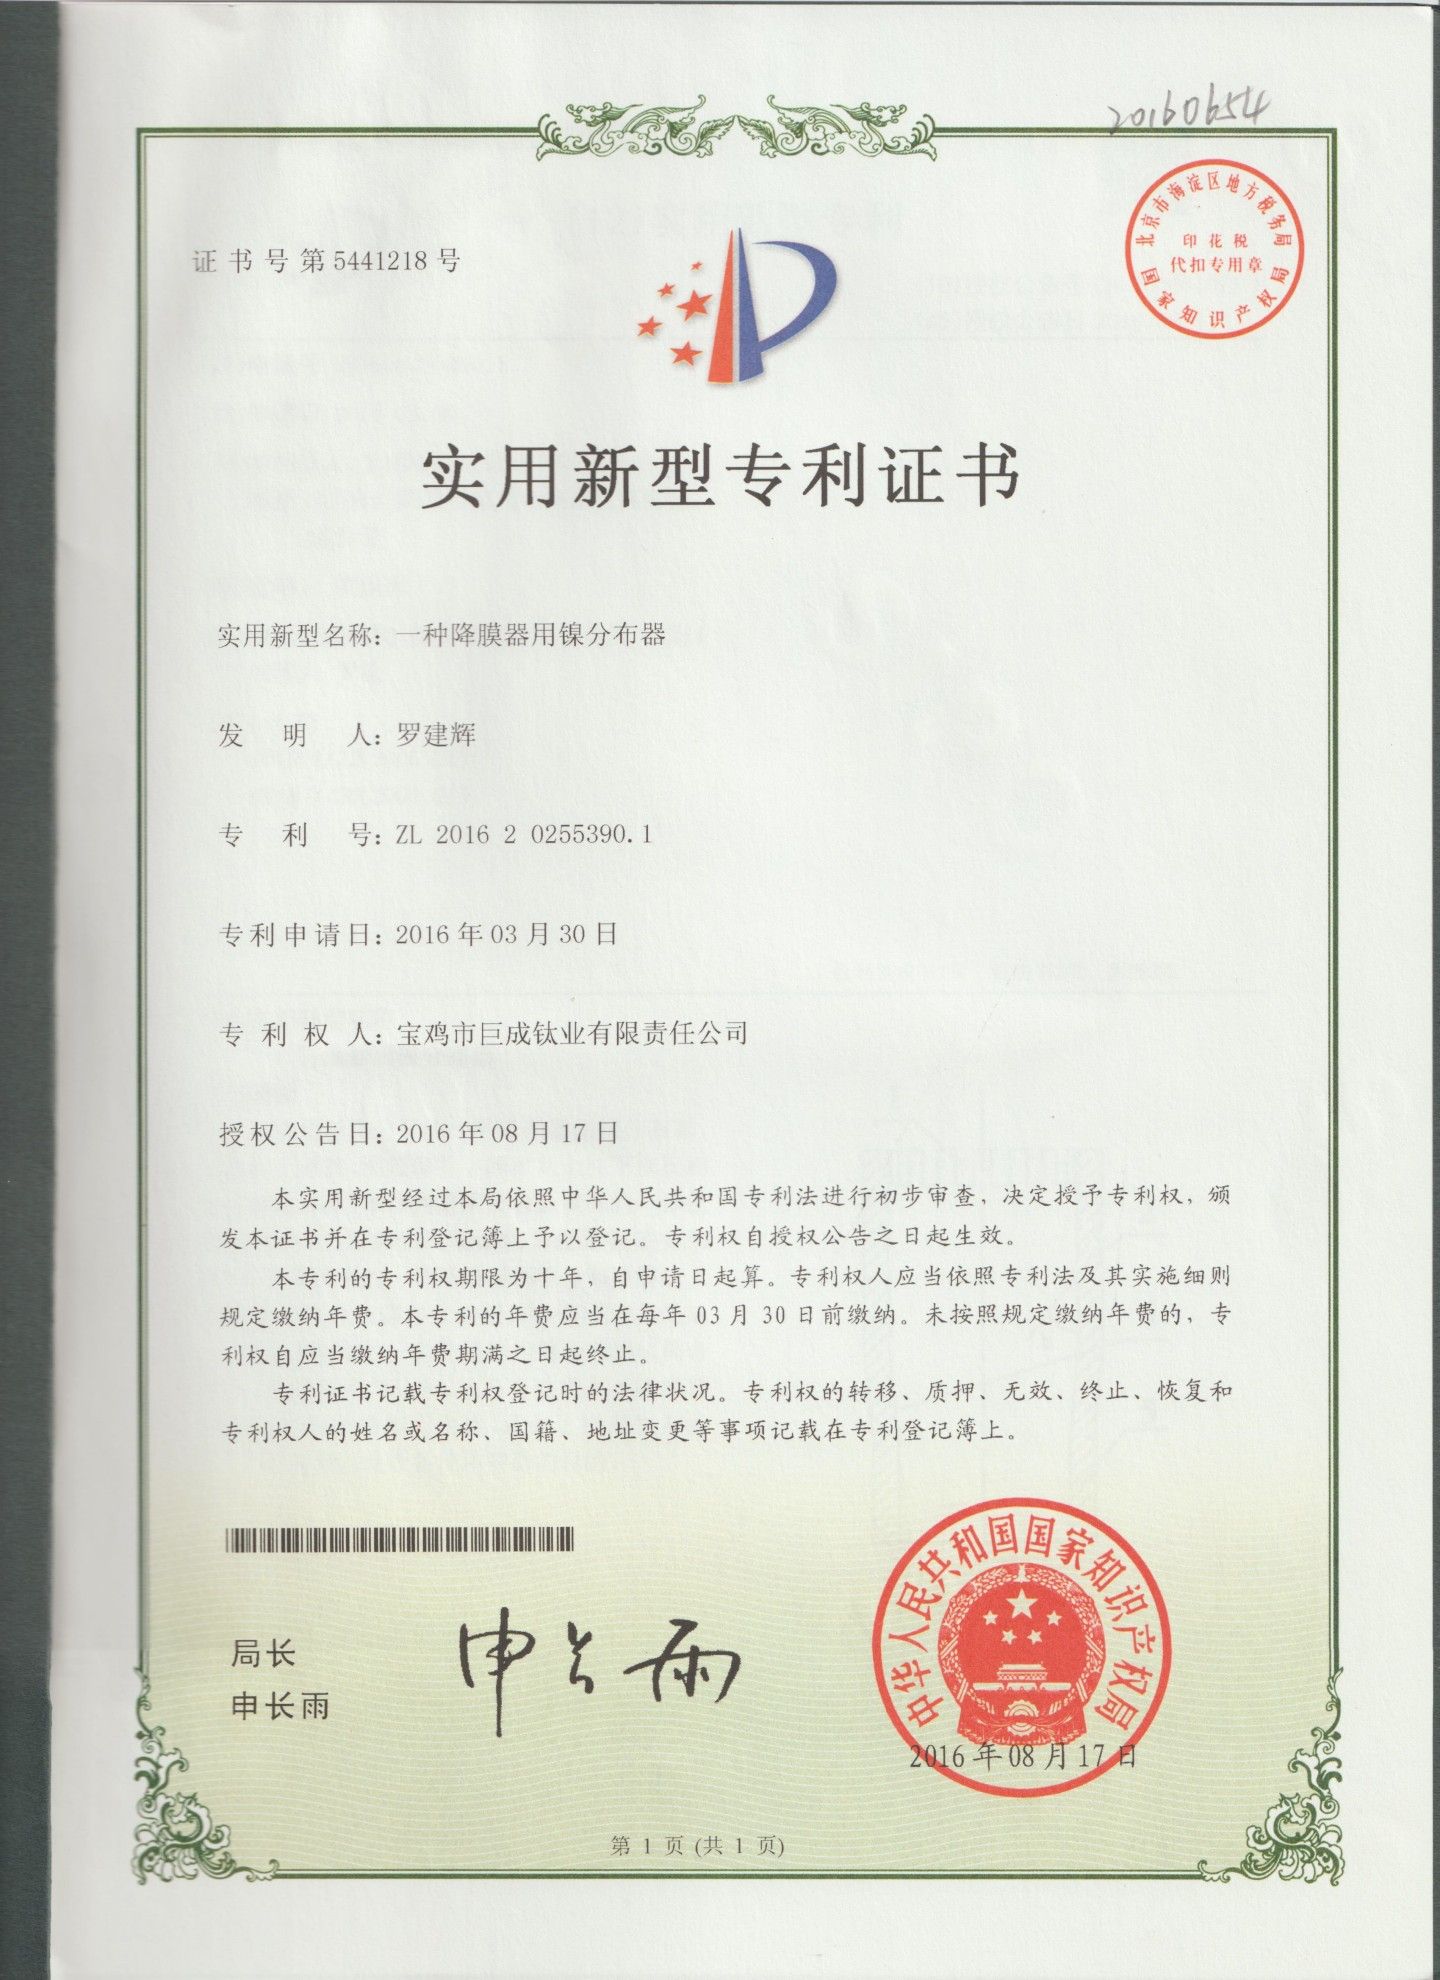 20160654
北京市海淀区地方税务局
印花税
代扣专用章
国家知识产权局
证书号第5441218号
实用新型专利证书
实用新型名称：一种降膜器用镍分布器
发明人：罗建辉
专利号：ZL 2016 2 0255390.1
专利申请日：2016年03月30日
专利权人：宝鸡市巨成钛业有限责任公司
授权公告日：2016年08月17日
本实用新型经过本局依照中华人民共和国专利法进行初步审查，决定授予专利权，颁
发本证书并在专利登记簿上予以登记。专利权自授权公告之日起生效。
本专利的专利权期限为十年，自申请日起算。专利权人应当依照专利法及其实施细则
规定缴纳年费。本专利的年费应当在每年03月30日前缴纳。未按照规定缴纳年费的，专
利权自应当缴纳年费期满之日起终止。
专利证书记载专利权登记时的法律状况。专利权的转移、质押、无效、终止、恢复和
专利权人的姓名或名称、国籍、地址变更等事项记载在专利登记簿上。
局长
申长雨
申长雨
中华人民共和国国家知识产权局
2016年08月17日
第 1 页 (共 1 页)